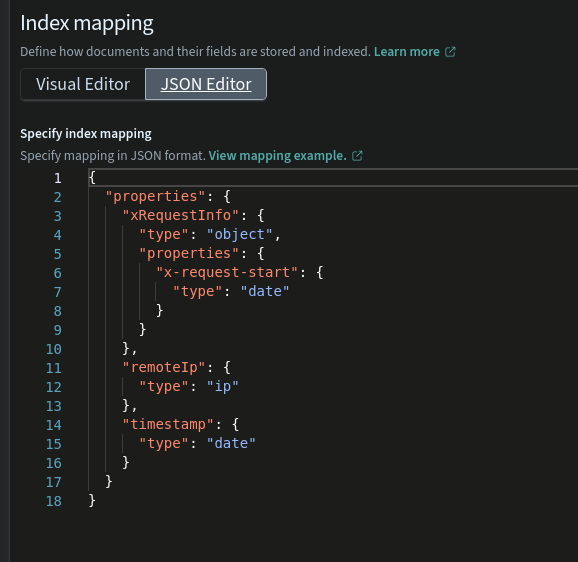 Index mapping
Define how documents and their fields are stored and indexed. Learn more
Visual Editor JSON Editor
Specify index mapping
Specify mapping in JSON format. View mapping example.
1 {
2   "properties": {
3     "xRequestInfo": {
4       "type": "object",
5       "properties": {
6         "x-request-start": {
7           "type": "date"
8         }
9       }
10     },
11     "remoteIp": {
12       "type": "ip"
13     },
14     "timestamp": {
15       "type": "date"
16     }
17   }
18 }